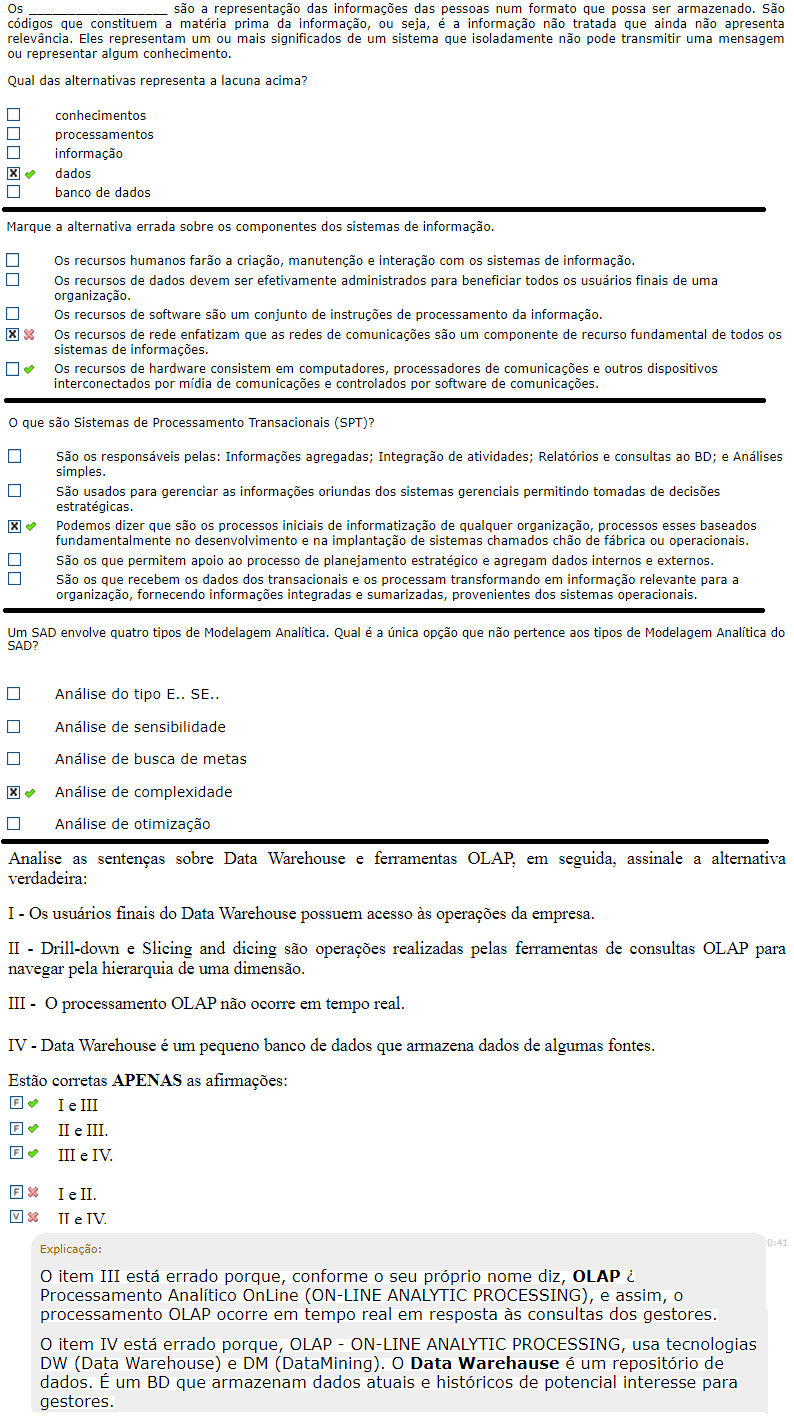 Os ____________________ são a representação das informações das pessoas num formato que possa ser armazenado. São
códigos que constituem a matéria prima da informação, ou seja, é a informação não tratada que ainda não apresenta
relevância. Eles representam um ou mais significados de um sistema que isoladamente não pode transmitir uma mensagem
ou representar algum conhecimento.
Qual das alternativas representa a lacuna acima?
conhecimentos
processamentos
informação
dados
banco de dados
Marque a alternativa errada sobre os componentes dos sistemas de informação.
Os recursos humanos farão a criação, manutenção e interação com os sistemas de informação.
Os recursos de dados devem ser efetivamente administrados para beneficiar todos os usuários finais de uma
organização.
Os recursos de software são um conjunto de instruções de processamento da informação.
Os recursos de rede enfatizam que as redes de comunicações são um componente de recurso fundamental de todos os
sistemas de informações.
Os recursos de hardware consistem em computadores, processadores de comunicações e outros dispositivos
interconectados por mídia de comunicações e controlados por software de comunicações.
O que são Sistemas de Processamento Transacionais (SPT)?
São os responsáveis pelas: Informações agregadas; Integração de atividades; Relatórios e consultas ao BD; e Análises
simples.
São usados para gerenciar as informações oriundas dos sistemas gerenciais permitindo tomadas de decisões
estratégicas.
Podemos dizer que são os processos iniciais de informatização de qualquer organização, processos esses baseados
fundamentalmente no desenvolvimento e na implantação de sistemas chamados chão de fábrica ou operacionais.
São os que permitem apoio ao processo de planejamento estratégico e agregam dados internos e externos.
São os que recebem os dados dos transacionais e os processam transformando em informação relevante para a
organização, fornecendo informações integradas e sumarizadas, provenientes dos sistemas operacionais.
Um SAD envolve quatro tipos de Modelagem Analítica. Qual é a única opção que não pertence aos tipos de Modelagem Analítica do
SAD?
Análise do tipo E.. SE..
Análise de sensibilidade
Análise de busca de metas
Análise de complexidade
Análise de otimização
Analise as sentenças sobre Data Warehouse e ferramentas OLAP, em seguida, assinale a alternativa
verdadeira:
I - Os usuários finais do Data Warehouse possuem acesso às operações da empresa.
II - Drill-down e Slicing and dicing são operações realizadas pelas ferramentas de consultas OLAP para
navegar pela hierarquia de uma dimensão.
III - O processamento OLAP não ocorre em tempo real.
IV - Data Warehouse é um pequeno banco de dados que armazena dados de algumas fontes.
Estão corretas APENAS as afirmações:
F I e III
F II e III.
F III e IV.
F I e II.
V II e IV.
Explicação:
0:41
O item III está errado porque, conforme o seu próprio nome diz, OLAP ¿
Processamento Analítico OnLine (ON-LINE ANALYTIC PROCESSING), e assim, o
processamento OLAP ocorre em tempo real em resposta às consultas dos gestores.
O item IV está errado porque, OLAP - ON-LINE ANALYTIC PROCESSING, usa tecnologias
DW (Data Warehouse) e DM (DataMining). O Data Warehause é um repositório de
dados. É um BD que armazenam dados atuais e históricos de potencial interesse para
gestores.